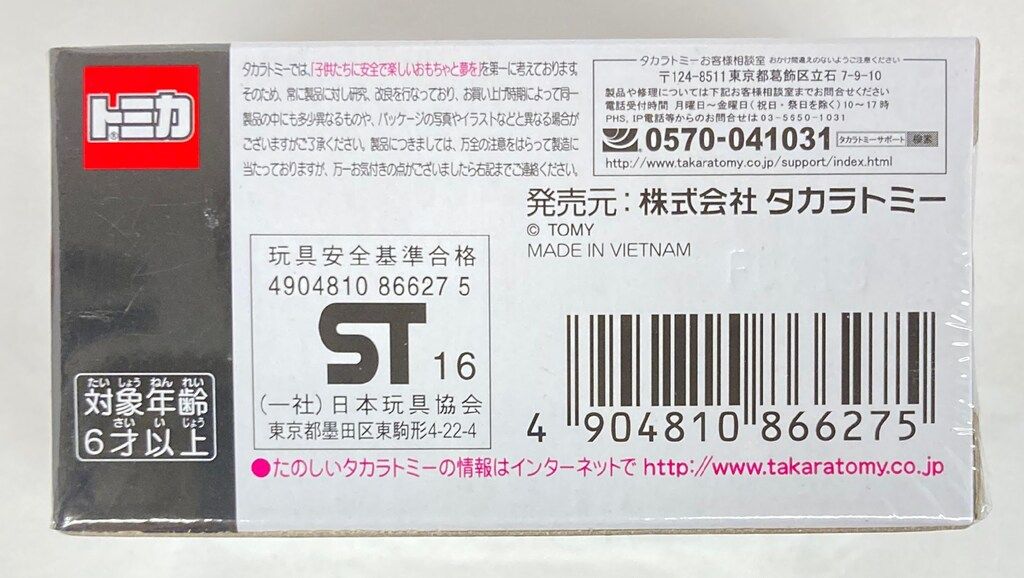 トミカ
®
タカラトミーでは、「子供たちに安全で楽しいおもちゃと夢を」を第一に考えております。
そのため、常に製品に対し研究、改良を行なっており、お買い上げ時期によって同一
製品の中にも多少異なるものや、パッケージの写真やイラストなどと異なる場合が
ございますがご了承ください。製品につきましては、万全の注意をはらって製造に
当たっておりますが、万一お気付きの点がございましたら右記までご連絡ください。
タカラトミーお客様相談室 おかけ間違えのないようご注意ください
〒124-8511 東京都葛飾区立石 7-9-10
製品や修理については下記お客様相談室までお問合せください
電話受付時間 月曜日〜金曜日(祝日・祭日を除く)10〜17時
PHS, IP電話等からのお問合せは 03-5650-1031
0570-041031 タカラトミーサポート 検索
http://www.takaratomy.co.jp/support/index.html
発売元:株式会社 タカラトミー
© TOMY
MADE IN VIETNAM
玩具安全基準合格
4904810 86627 5
ST 16
(一社)日本玩具協会
東京都墨田区東駒形4-22-4
たい しょう ねん れい
対象年齢
さい い じょう
6才以上
4 904810 866275
●たのしいタカラトミーの情報はインターネットで http://www.takaratomy.co.jp